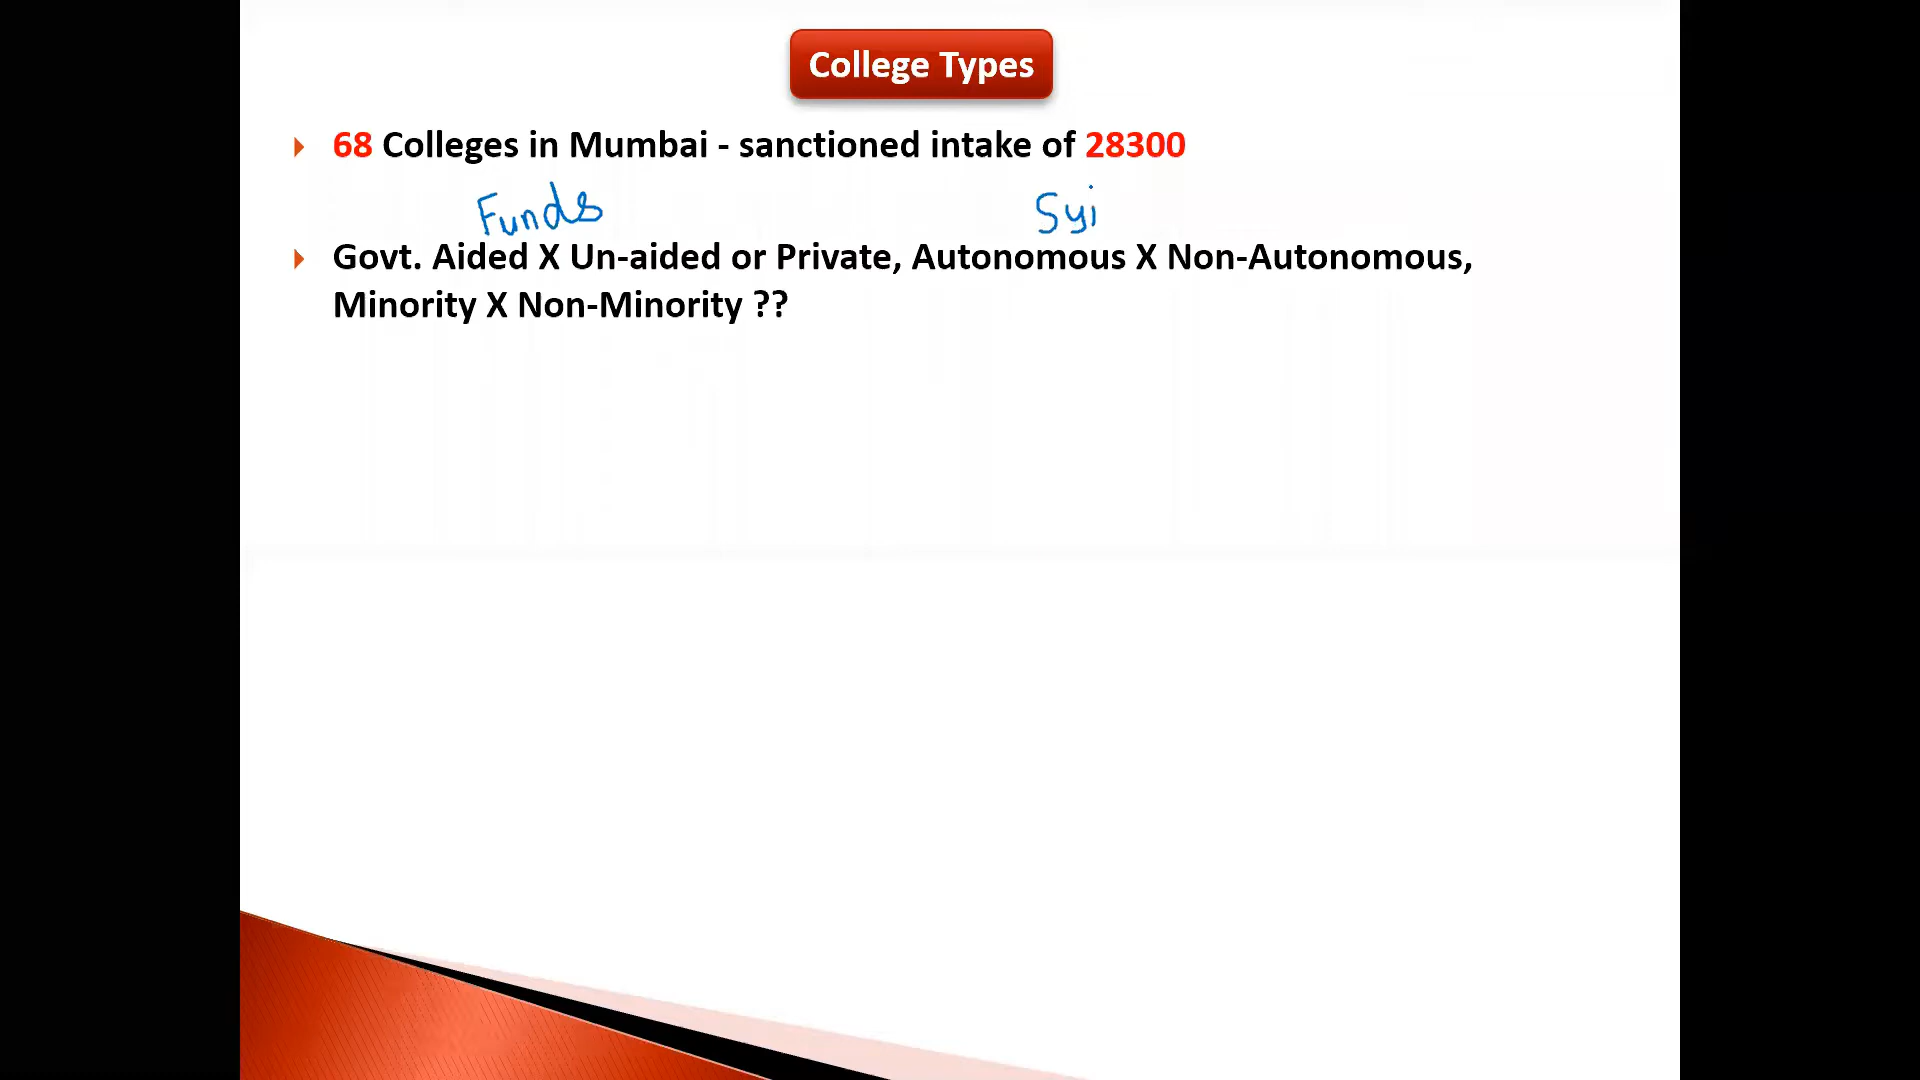 College Types
68 Colleges in Mumbai - sanctioned intake of 28300
Funds Syi
Govt. Aided X Un-aided or Private, Autonomous X Non-Autonomous,
Minority X Non-Minority ??